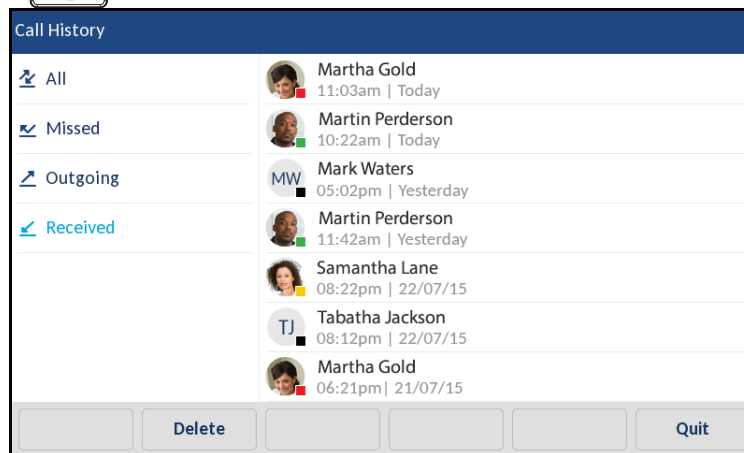 Call History
All
Missed
Outgoing
Received
Martha Gold
11:03am | Today
Martin Perderson
10:22am | Today
MW
Mark Waters
05:02pm | Yesterday
Martin Perderson
11:42am | Yesterday
Samantha Lane
08:22pm | 22/07/15
TJ
Tabatha Jackson
08:12pm | 22/07/15
Martha Gold
06:21pm| 21/07/15
Delete
Quit